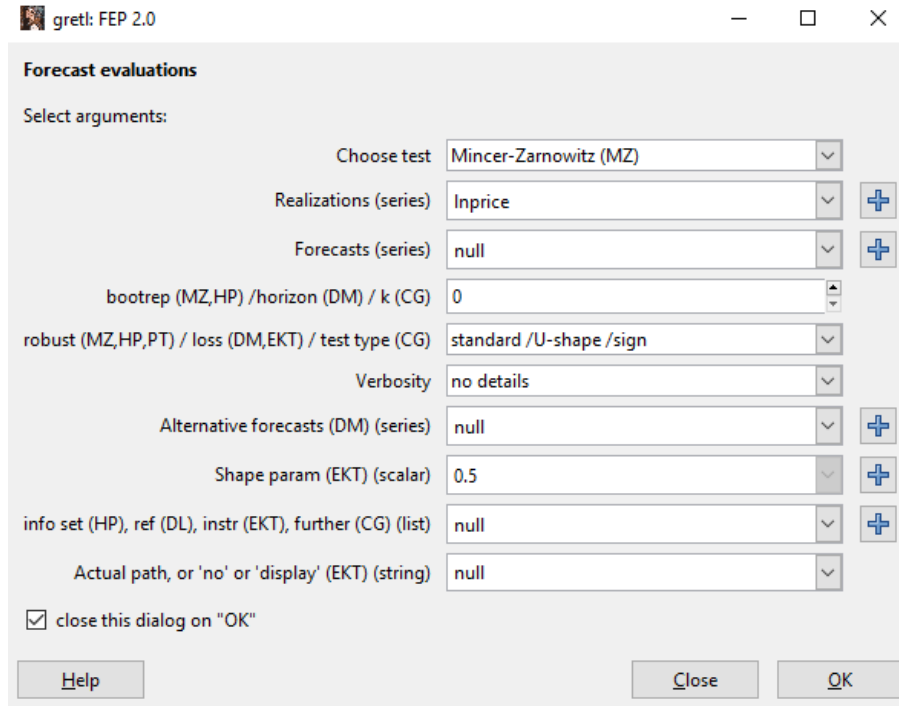 gretl: FEP 2.0
Forecast evaluations
Select arguments:
Choose test Mincer-Zarnowitz (MZ)
Realizations (series) lnprice
Forecasts (series) null
bootrep (MZ,HP) /horizon (DM) / k (CG) 0
robust (MZ,HP,PT) / loss (DM,EKT) / test type (CG) standard /U-shape /sign
Verbosity no details
Alternative forecasts (DM) (series) null
Shape param (EKT) (scalar) 0.5
info set (HP), ref (DL), instr (EKT), further (CG) (list) null
Actual path, or 'no' or 'display' (EKT) (string) null
close this dialog on "OK"
Help Close OK